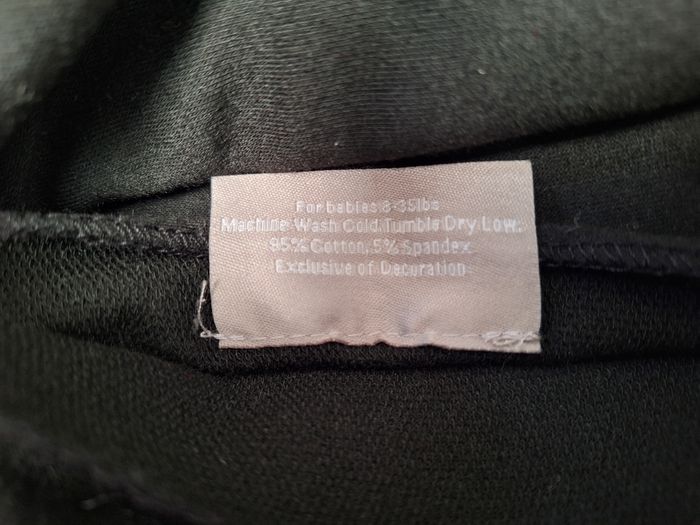 For babies 8-35lbs
Machine Wash Cold.Tumble Dry Low.
95% Cotton, 5% Spandex
Exclusive of Decoration